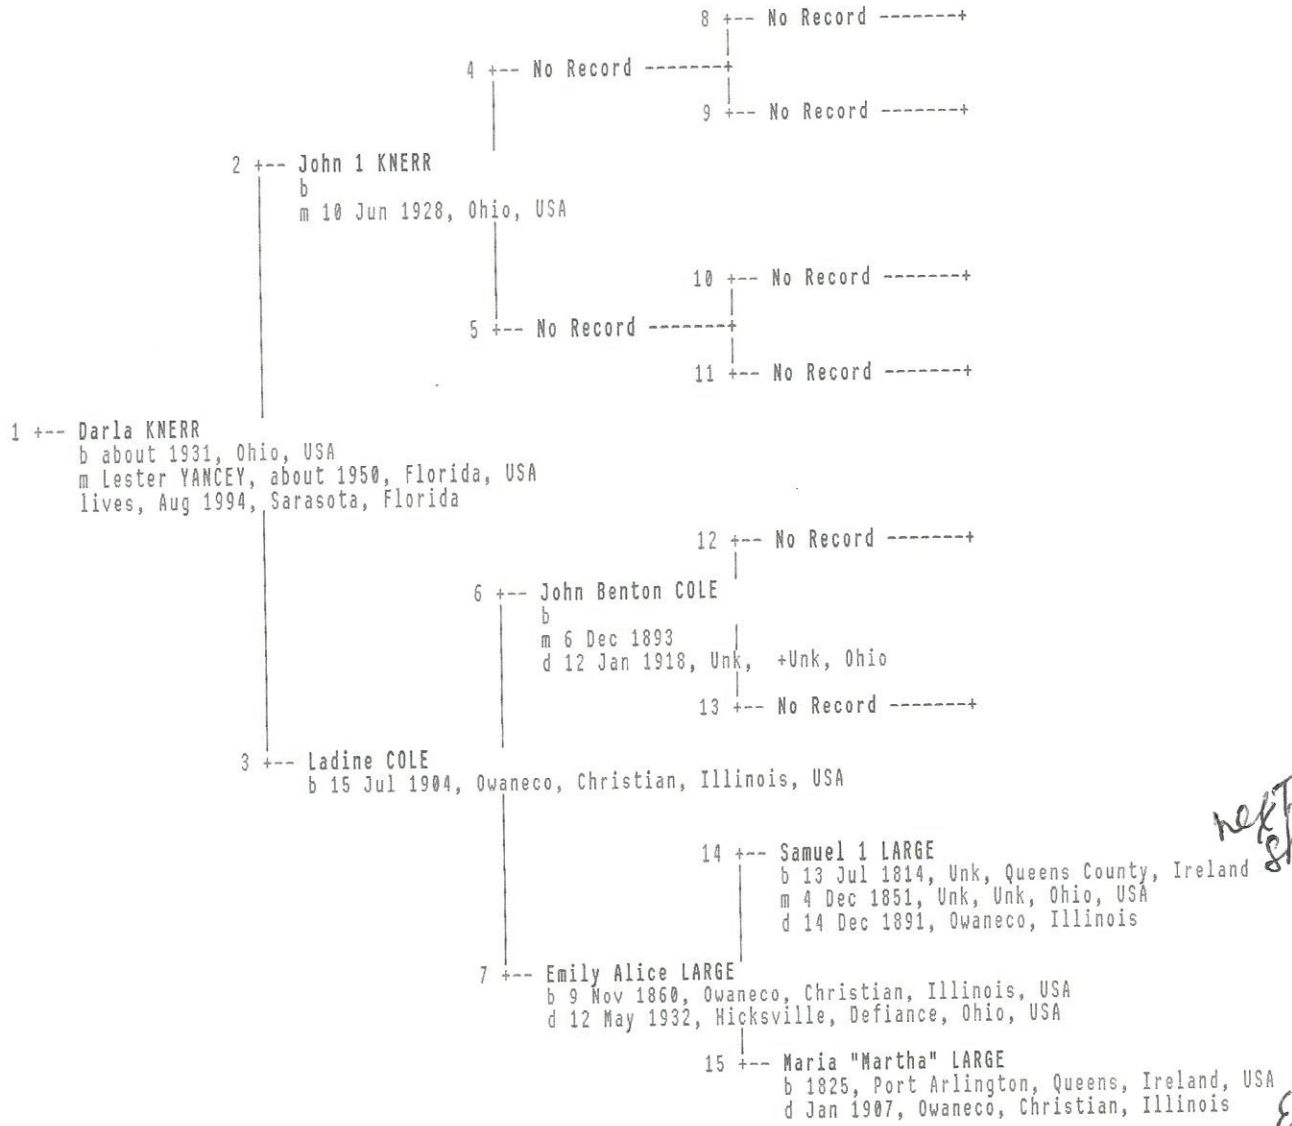 8 +-- No Record -------+
4 +-- No Record -------+
9 +-- No Record -------+
2 +-- John 1 KNERR
b
m 10 Jun 1928, Ohio, USA
10 +-- No Record -------+
5 +-- No Record -------+
11 +-- No Record -------+
1 +-- Darla KNERR
b about 1931, Ohio, USA
m Lester YANCEY, about 1950, Florida, USA
lives, Aug 1994, Sarasota, Florida
12 +-- No Record -------+
6 +-- John Benton COLE
b
m 6 Dec 1893
d 12 Jan 1918, Unk, +Unk, Ohio
13 +-- No Record -------+
3 +-- Ladine COLE
b 15 Jul 1904, Owaneco, Christian, Illinois, USA
next
14 +-- Samuel 1 LARGE
b 13 Jul 1814, Unk, Queens County, Ireland
m 4 Dec 1851, Unk, Unk, Ohio, USA
d 14 Dec 1891, Owaneco, Illinois
7 +-- Emily Alice LARGE
b 9 Nov 1860, Owaneco, Christian, Illinois, USA
d 12 May 1932, Hicksville, Defiance, Ohio, USA
15 +-- Maria "Martha" LARGE
b 1825, Port Arlington, Queens, Ireland, USA
d Jan 1907, Owaneco, Christian, Illinois